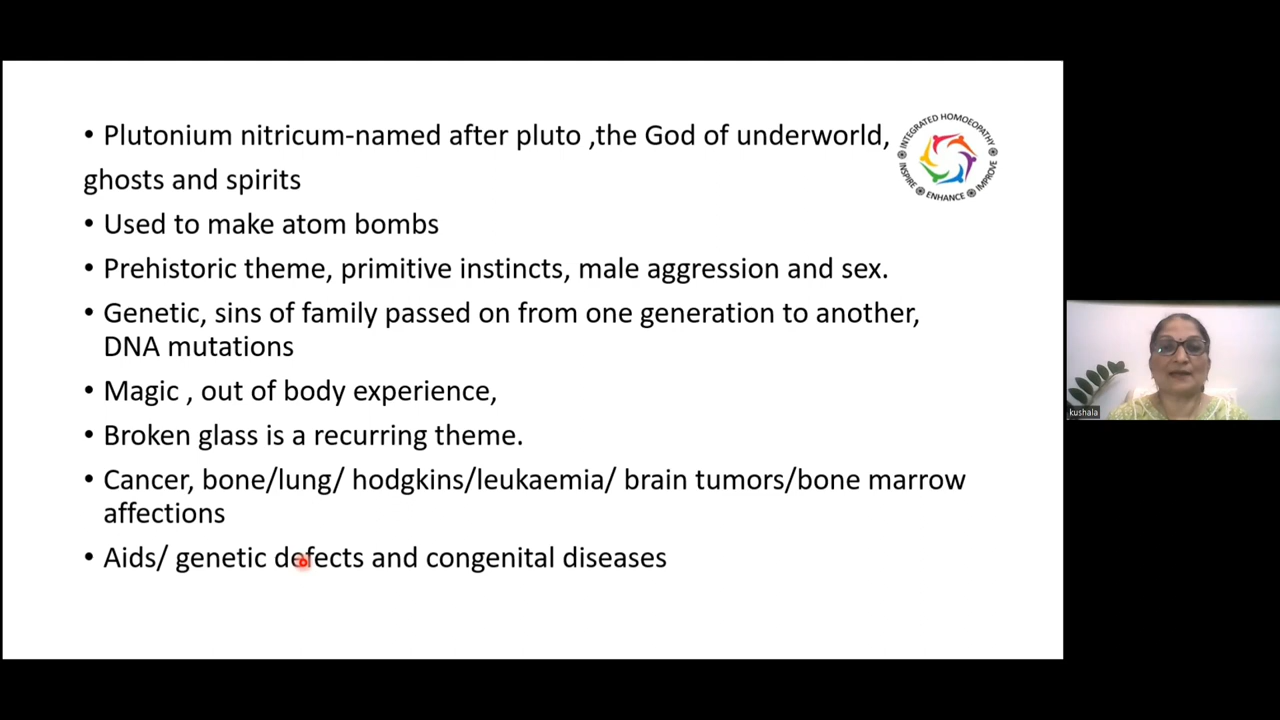 • Plutonium nitricum-named after pluto ,the God of underworld,
ghosts and spirits
• Used to make atom bombs
• Prehistoric theme, primitive instincts, male aggression and sex.
• Genetic, sins of family passed on from one generation to another,
DNA mutations
• Magic , out of body experience,
• Broken glass is a recurring theme.
• Cancer, bone/lung/ hodgkins/leukaemia/ brain tumors/bone marrow
affections
• Aids/ genetic defects and congenital diseases
INTEGRATED HOMOEOPATHY
INSPIRE
ENHANCE
IMPROVE
kushala